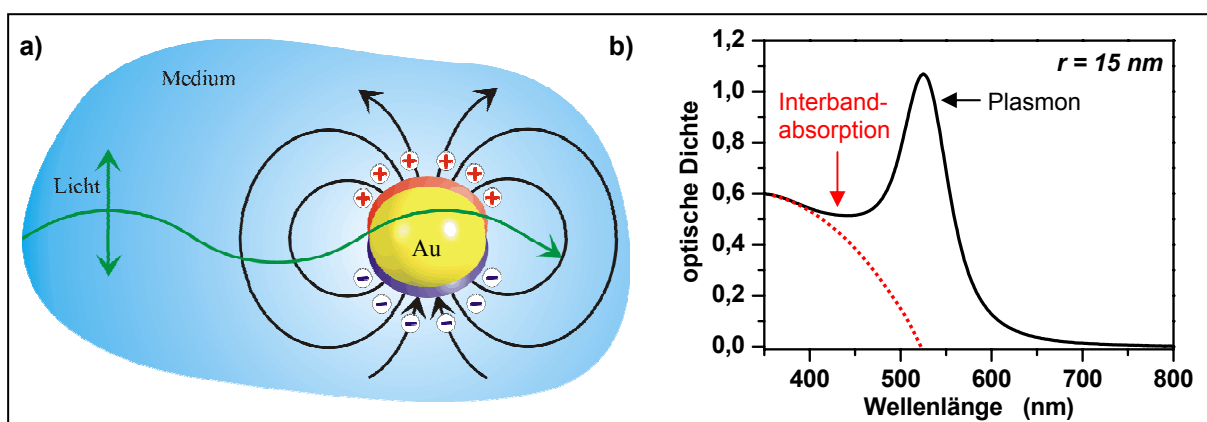 a)
Medium
Licht
Au
+ + + + + +
- - - - - -
b)
1,2
1,0
0,8
0,6
0,4
0,2
0,0
optische Dichte
r = 15 nm
Interband-
absorption
Plasmon
400 500 600 700 800
Wellenlänge (nm)